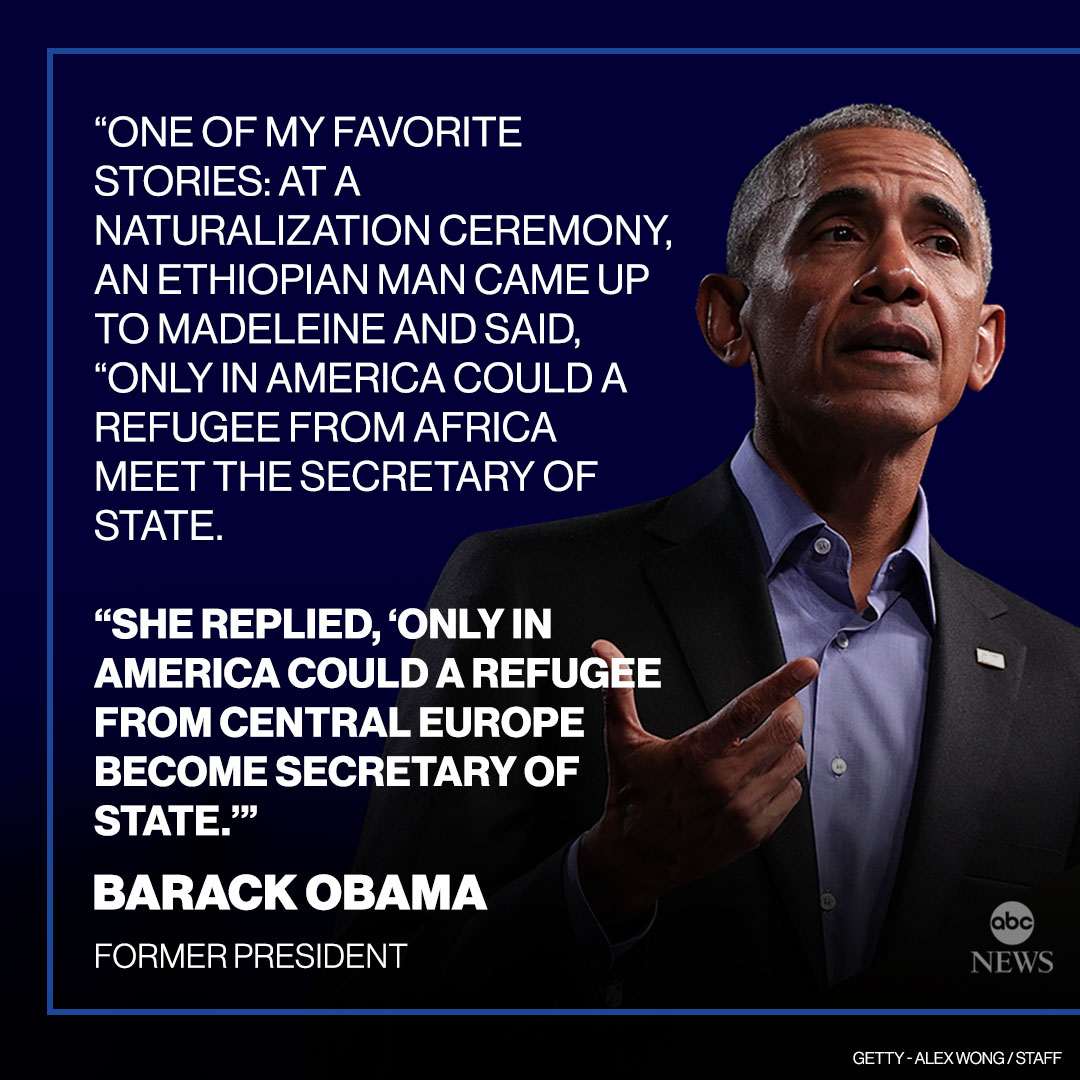 “ONE OF MY FAVORITE
STORIES: AT A
NATURALIZATION CEREMONY,
AN ETHIOPIAN MAN CAME UP
TO MADELEINE AND SAID,
“ONLY IN AMERICA COULD A
REFUGEE FROM AFRICA
MEET THE SECRETARY OF
STATE.
“SHE REPLIED, ‘ONLY IN
AMERICA COULD A REFUGEE
FROM CENTRAL EUROPE
BECOME SECRETARY OF
STATE.’”
BARACK OBAMA
FORMER PRESIDENT
abc
NEWS
GETTY - ALEX WONG / STAFF